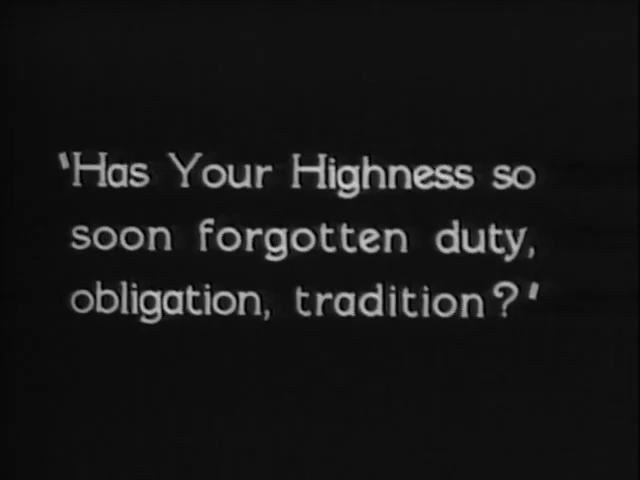 'Has Your Highness so
soon forgotten duty,
obligation, tradition?'